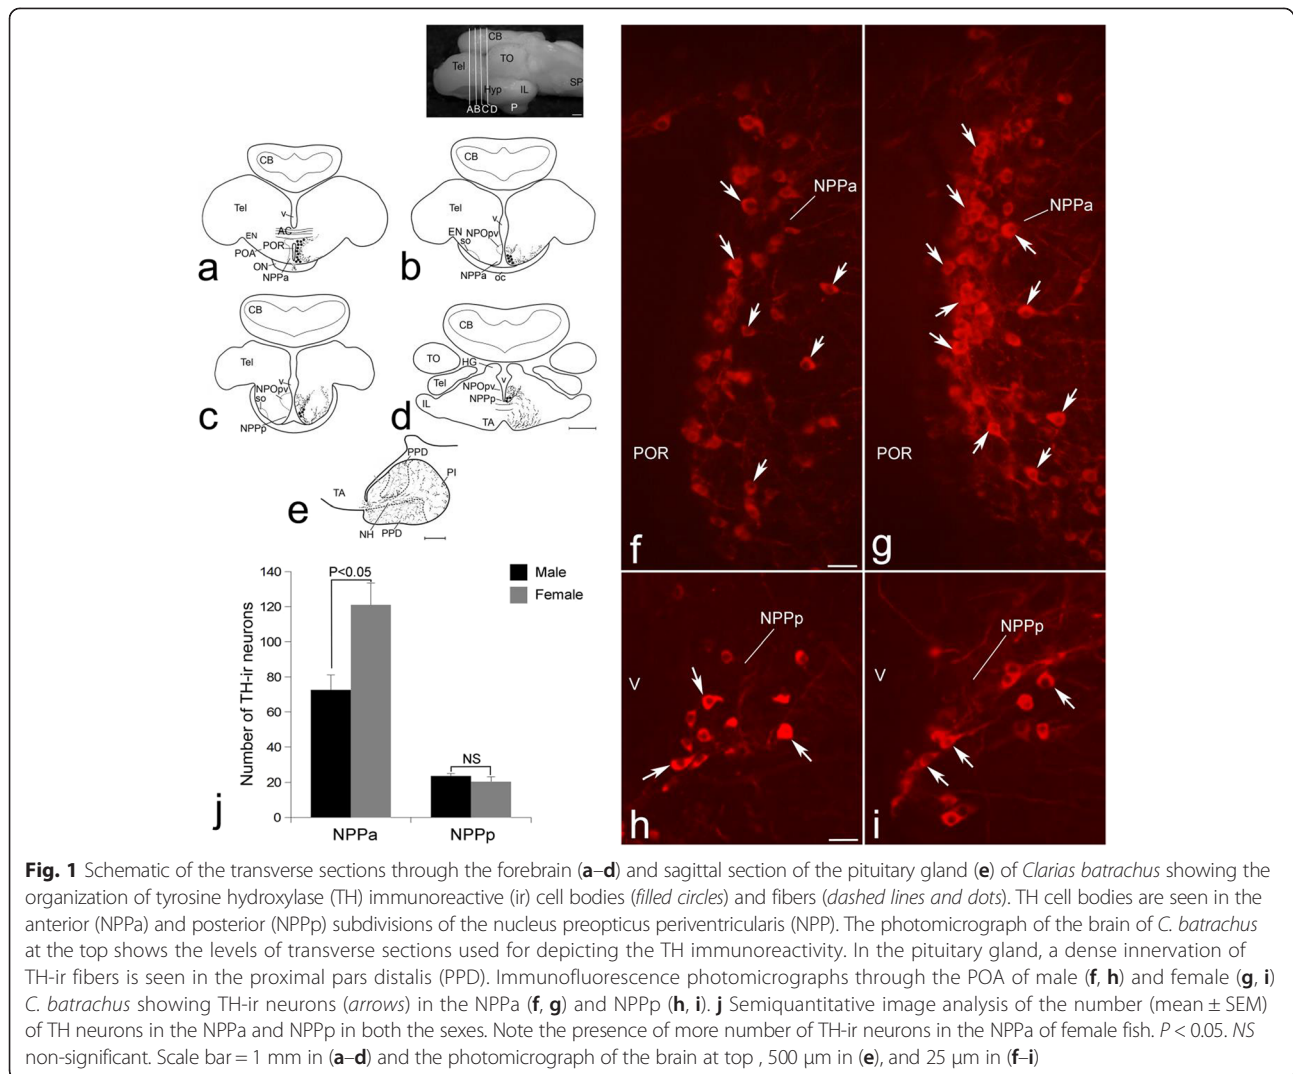 CB
Tel
TO
SP
Hyp
IL
A B C D
P
CB
Tel
v
AC
EN
POR
POA
ON
NPPa
a
CB
Tel
v
EN
NPOpv
so
NPPa
oc
b
CB
Tel
v
NPOpv
so
NPPp
c
CB
TO
HG
Tel
v
NPOpv
NPPp
IL
TA
d
PPD
PI
TA
NH
PPD
e
NPPa
POR
f
NPPa
POR
g
NPPp
V
h
NPPp
V
i
P<0.05
Male
Female
Number of TH-ir neurons
140
120
100
80
60
40
20
0
NS
NPPa
NPPp
j
Fig. 1 Schematic of the transverse sections through the forebrain (a–d) and sagittal section of the pituitary gland (e) of Clarias batrachus showing the
organization of tyrosine hydroxylase (TH) immunoreactive (ir) cell bodies (filled circles) and fibers (dashed lines and dots). TH cell bodies are seen in the
anterior (NPPa) and posterior (NPPp) subdivisions of the nucleus preopticus periventricularis (NPP). The photomicrograph of the brain of C. batrachus
at the top shows the levels of transverse sections used for depicting the TH immunoreactivity. In the pituitary gland, a dense innervation of
TH-ir fibers is seen in the proximal pars distalis (PPD). Immunofluorescence photomicrographs through the POA of male (f, h) and female (g, i)
C. batrachus showing TH-ir neurons (arrows) in the NPPa (f, g) and NPPp (h, i). j Semiquantitative image analysis of the number (mean ± SEM)
of TH neurons in the NPPa and NPPp in both the sexes. Note the presence of more number of TH-ir neurons in the NPPa of female fish. P < 0.05. NS
non-significant. Scale bar = 1 mm in (a–d) and the photomicrograph of the brain at top , 500 μm in (e), and 25 μm in (f–i)